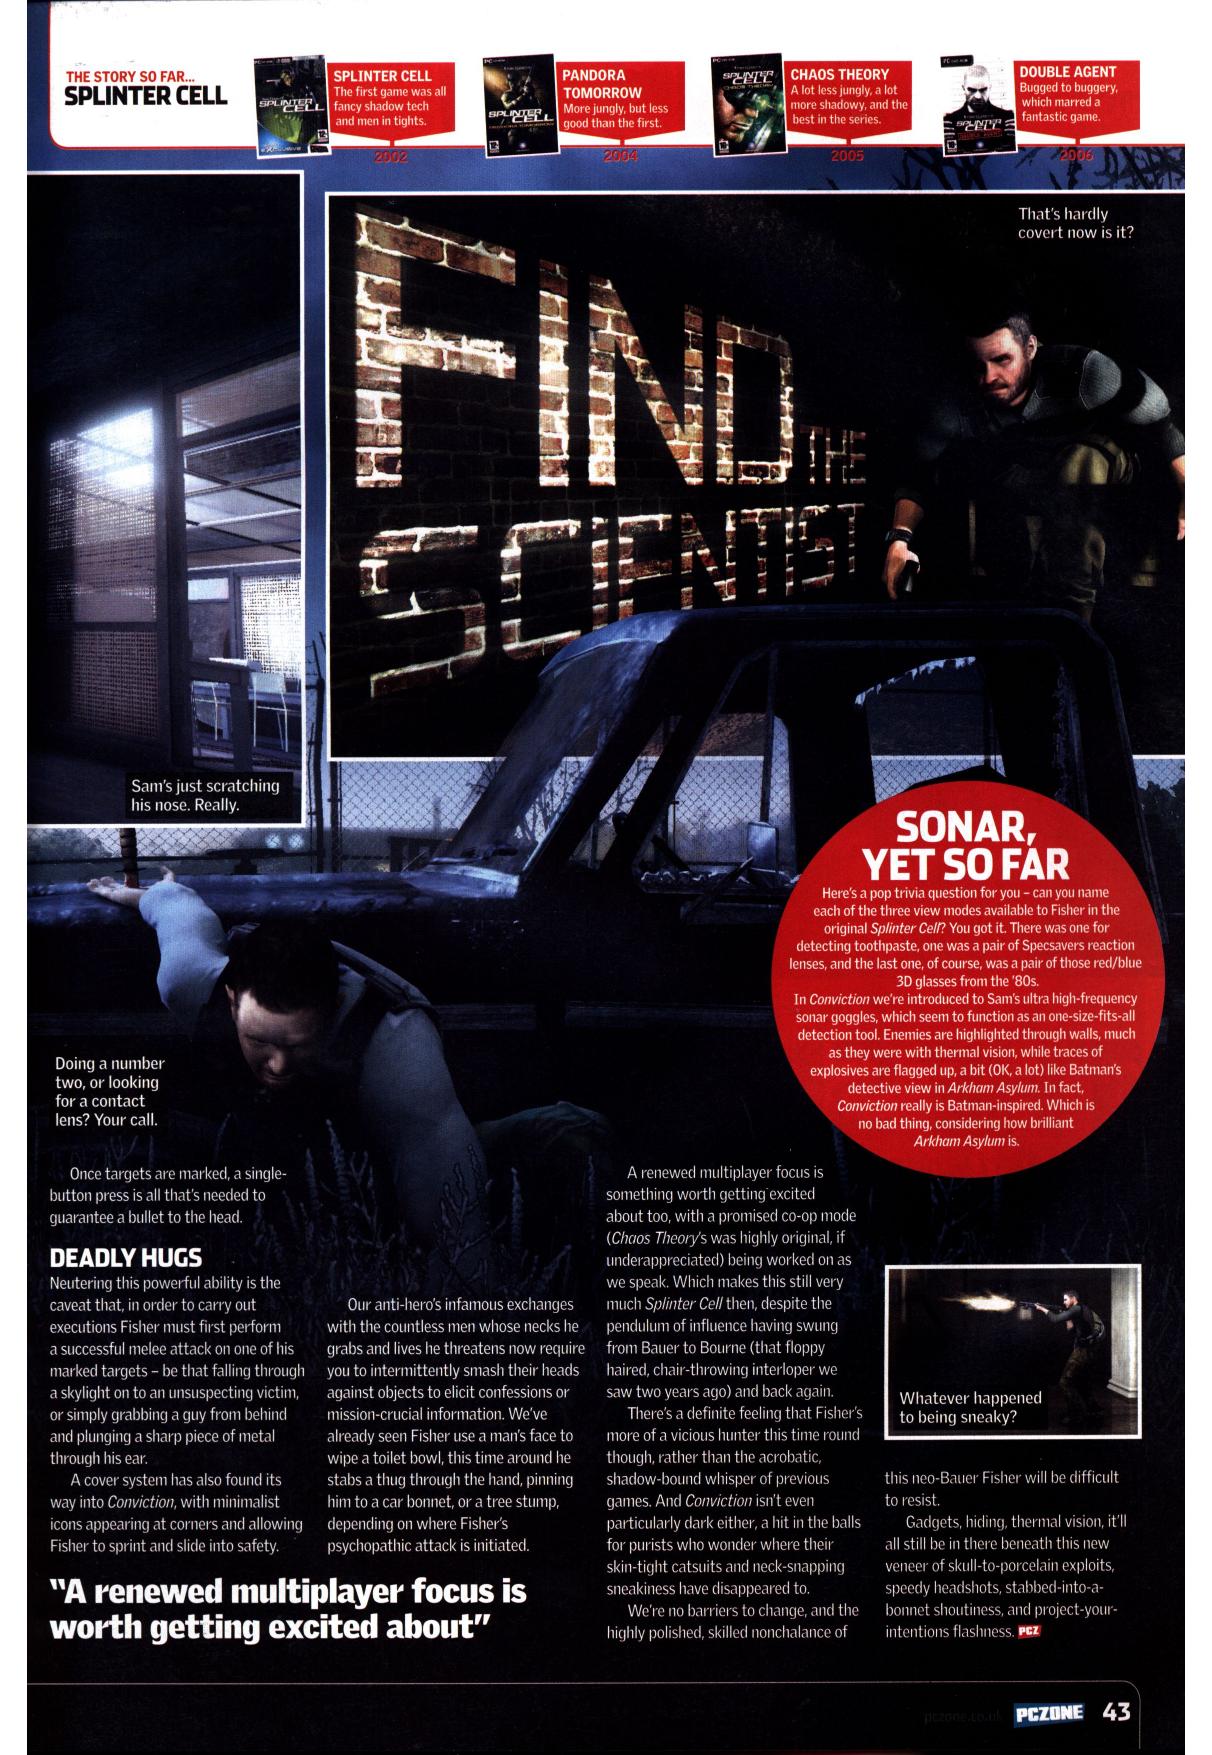 THE STORY SO FAR...
SPLINTER CELL
SPLINTER CELL
The first game was all
fancy shadow tech
and men in tights.
2002
PANDORA
TOMORROW
More jungly, but less
good than the first.
2004
CHAOS THEORY
A lot less jungly, a lot
more shadowy, and the
best in the series.
2005
DOUBLE AGENT
Bugged to buggery,
which marred a
fantastic game.
2006
SPLINTER
CELL
SPLINTER
CELL
SPLINTER
CELL
CHAOS THEORY
SPLINTER
CELL
That's hardly
covert now is it?
FIND THE
SCIENTIST
Sam's just scratching
his nose. Really.
SONAR,
YET SO FAR
Here's a pop trivia question for you – can you name
each of the three view modes available to Fisher in the
original Splinter Cell? You got it. There was one for
detecting toothpaste, one was a pair of Specsavers reaction
lenses, and the last one, of course, was a pair of those red/blue
3D glasses from the '80s.
In Conviction we're introduced to Sam's ultra high-frequency
sonar goggles, which seem to function as an one-size-fits-all
detection tool. Enemies are highlighted through walls, much
as they were with thermal vision, while traces of
explosives are flagged up, a bit (OK, a lot) like Batman's
detective view in Arkham Asylum. In fact,
Conviction really is Batman-inspired. Which is
no bad thing, considering how brilliant
Arkham Asylum is.
Doing a number
two, or looking
for a contact
lens? Your call.
Once targets are marked, a single-
button press is all that's needed to
guarantee a bullet to the head.
DEADLY HUGS
Neutering this powerful ability is the
caveat that, in order to carry out
executions Fisher must first perform
a successful melee attack on one of his
marked targets – be that falling through
a skylight on to an unsuspecting victim,
or simply grabbing a guy from behind
and plunging a sharp piece of metal
through his ear.
A cover system has also found its
way into Conviction, with minimalist
icons appearing at corners and allowing
Fisher to sprint and slide into safety.
Our anti-hero's infamous exchanges
with the countless men whose necks he
grabs and lives he threatens now require
you to intermittently smash their heads
against objects to elicit confessions or
mission-crucial information. We've
already seen Fisher use a man's face to
wipe a toilet bowl, this time around he
stabs a thug through the hand, pinning
him to a car bonnet, or a tree stump,
depending on where Fisher's
psychopathic attack is initiated.
"A renewed multiplayer focus is
worth getting excited about"
A renewed multiplayer focus is
something worth getting excited
about too, with a promised co-op mode
(Chaos Theory's was highly original, if
underappreciated) being worked on as
we speak. Which makes this still very
much Splinter Cell then, despite the
pendulum of influence having swung
from Bauer to Bourne (that floppy
haired, chair-throwing interloper we
saw two years ago) and back again.
There's a definite feeling that Fisher's
more of a vicious hunter this time round
though, rather than the acrobatic,
shadow-bound whisper of previous
games. And Conviction isn't even
particularly dark either, a hit in the balls
for purists who wonder where their
skin-tight catsuits and neck-snapping
sneakiness have disappeared to.
We're no barriers to change, and the
highly polished, skilled nonchalance of
Whatever happened
to being sneaky?
this neo-Bauer Fisher will be difficult
to resist.
Gadgets, hiding, thermal vision, it'll
all still be in there beneath this new
veneer of skull-to-porcelain exploits,
speedy headshots, stabbed-into-a-
bonnet shoutiness, and project-your-
intentions flashness. PCZ
pczone.co.uk PCZONE 43